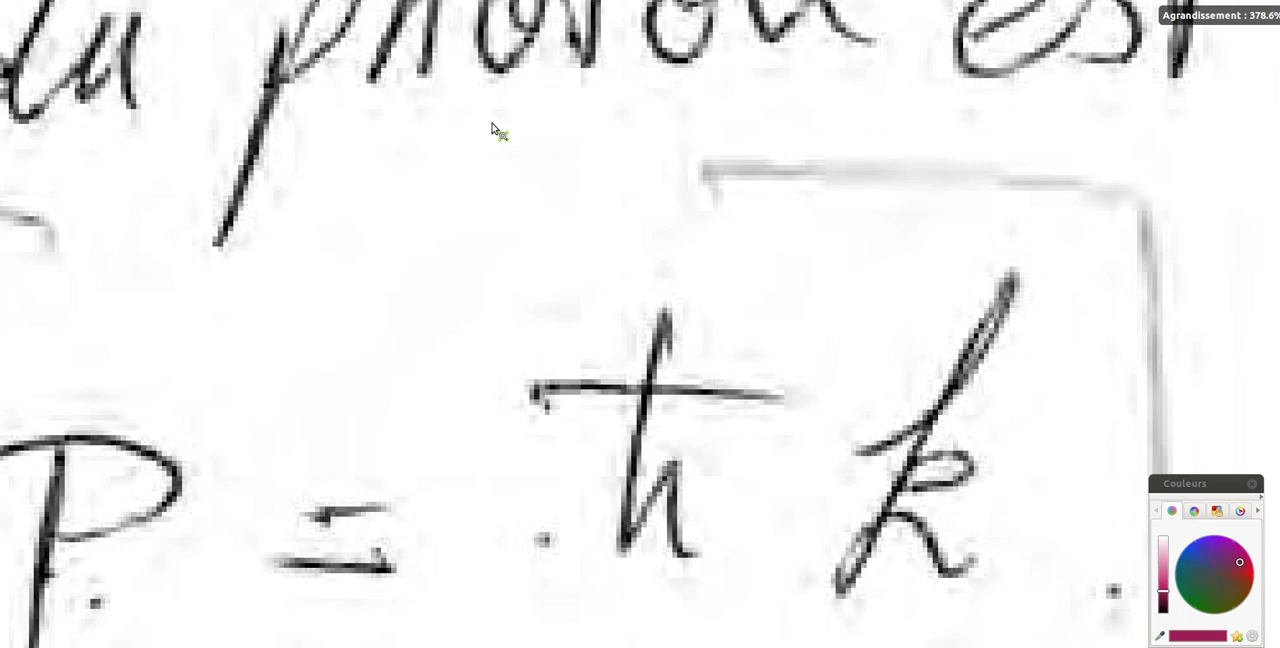 Agrandissement : 378.6%
du photon est
P = ħ k
Couleurs